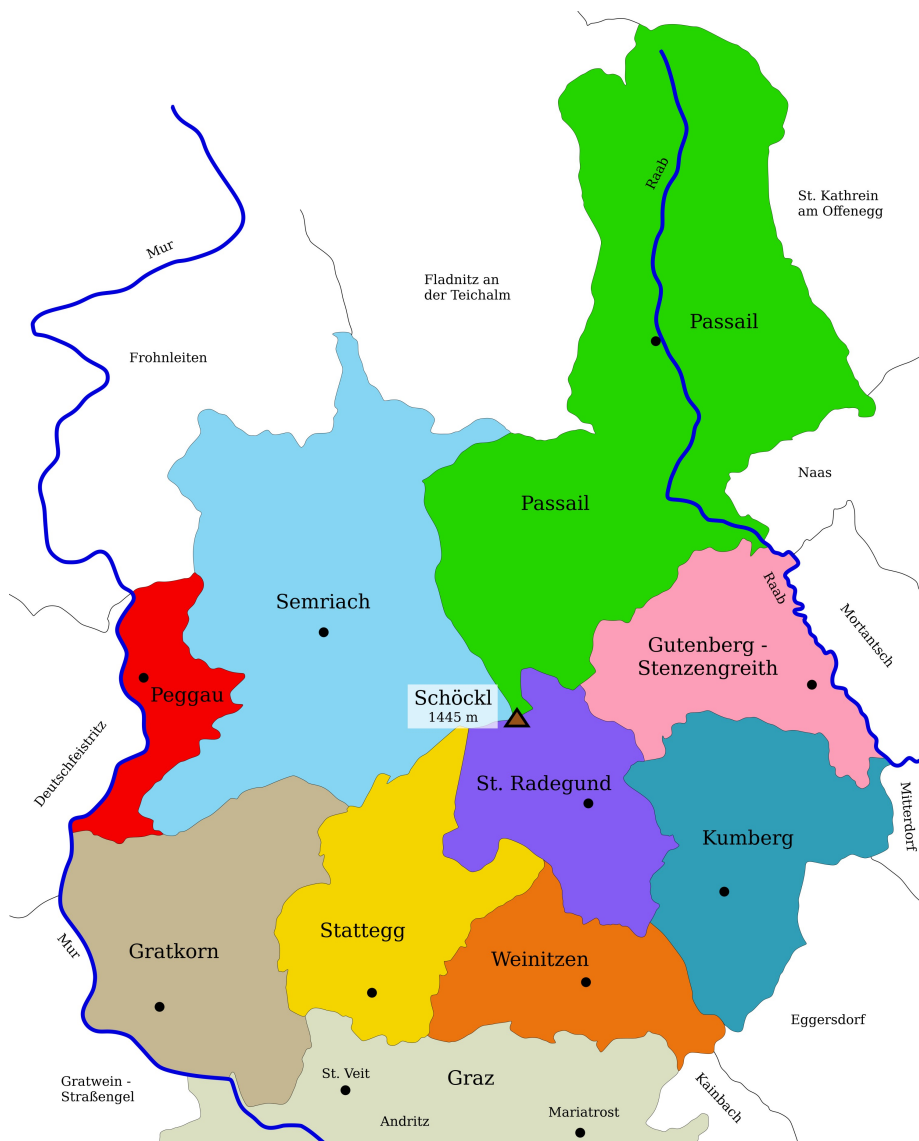 Raab
St. Kathrein
am Offenegg
Mur
Fladnitz an
der Teichalm
Passail
Frohnleiten
Naas
Passail
Raab
Semriach
Mortantsch
Gutenberg -
Stenzengreith
Peggau
Schöckl
1445 m
Deutschfeistritz
St. Radegund
Mitterdorf
Kumberg
Stattegg
Mur
Gratkorn
Weinitzen
Eggersdorf
St. Veit
Graz
Gratwein -
Straßengel
Kainbach
Mariatrost
Andritz